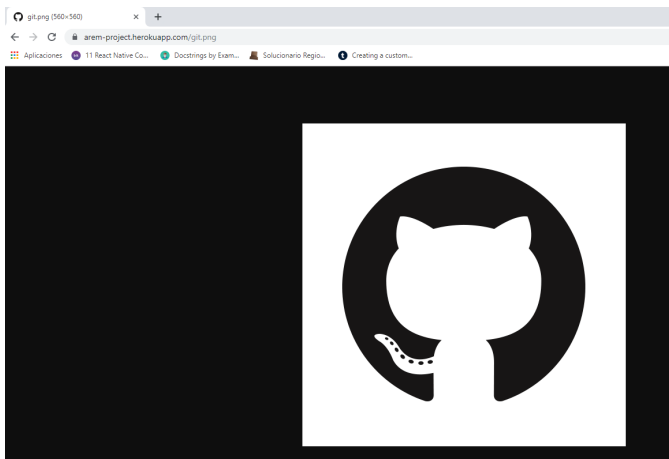 git.png (560×560)
arem-project.herokuapp.com/git.png
Aplicaciones 11 React Native Co... Docstrings by Exam... Solucionario Regio... Creating a custom...